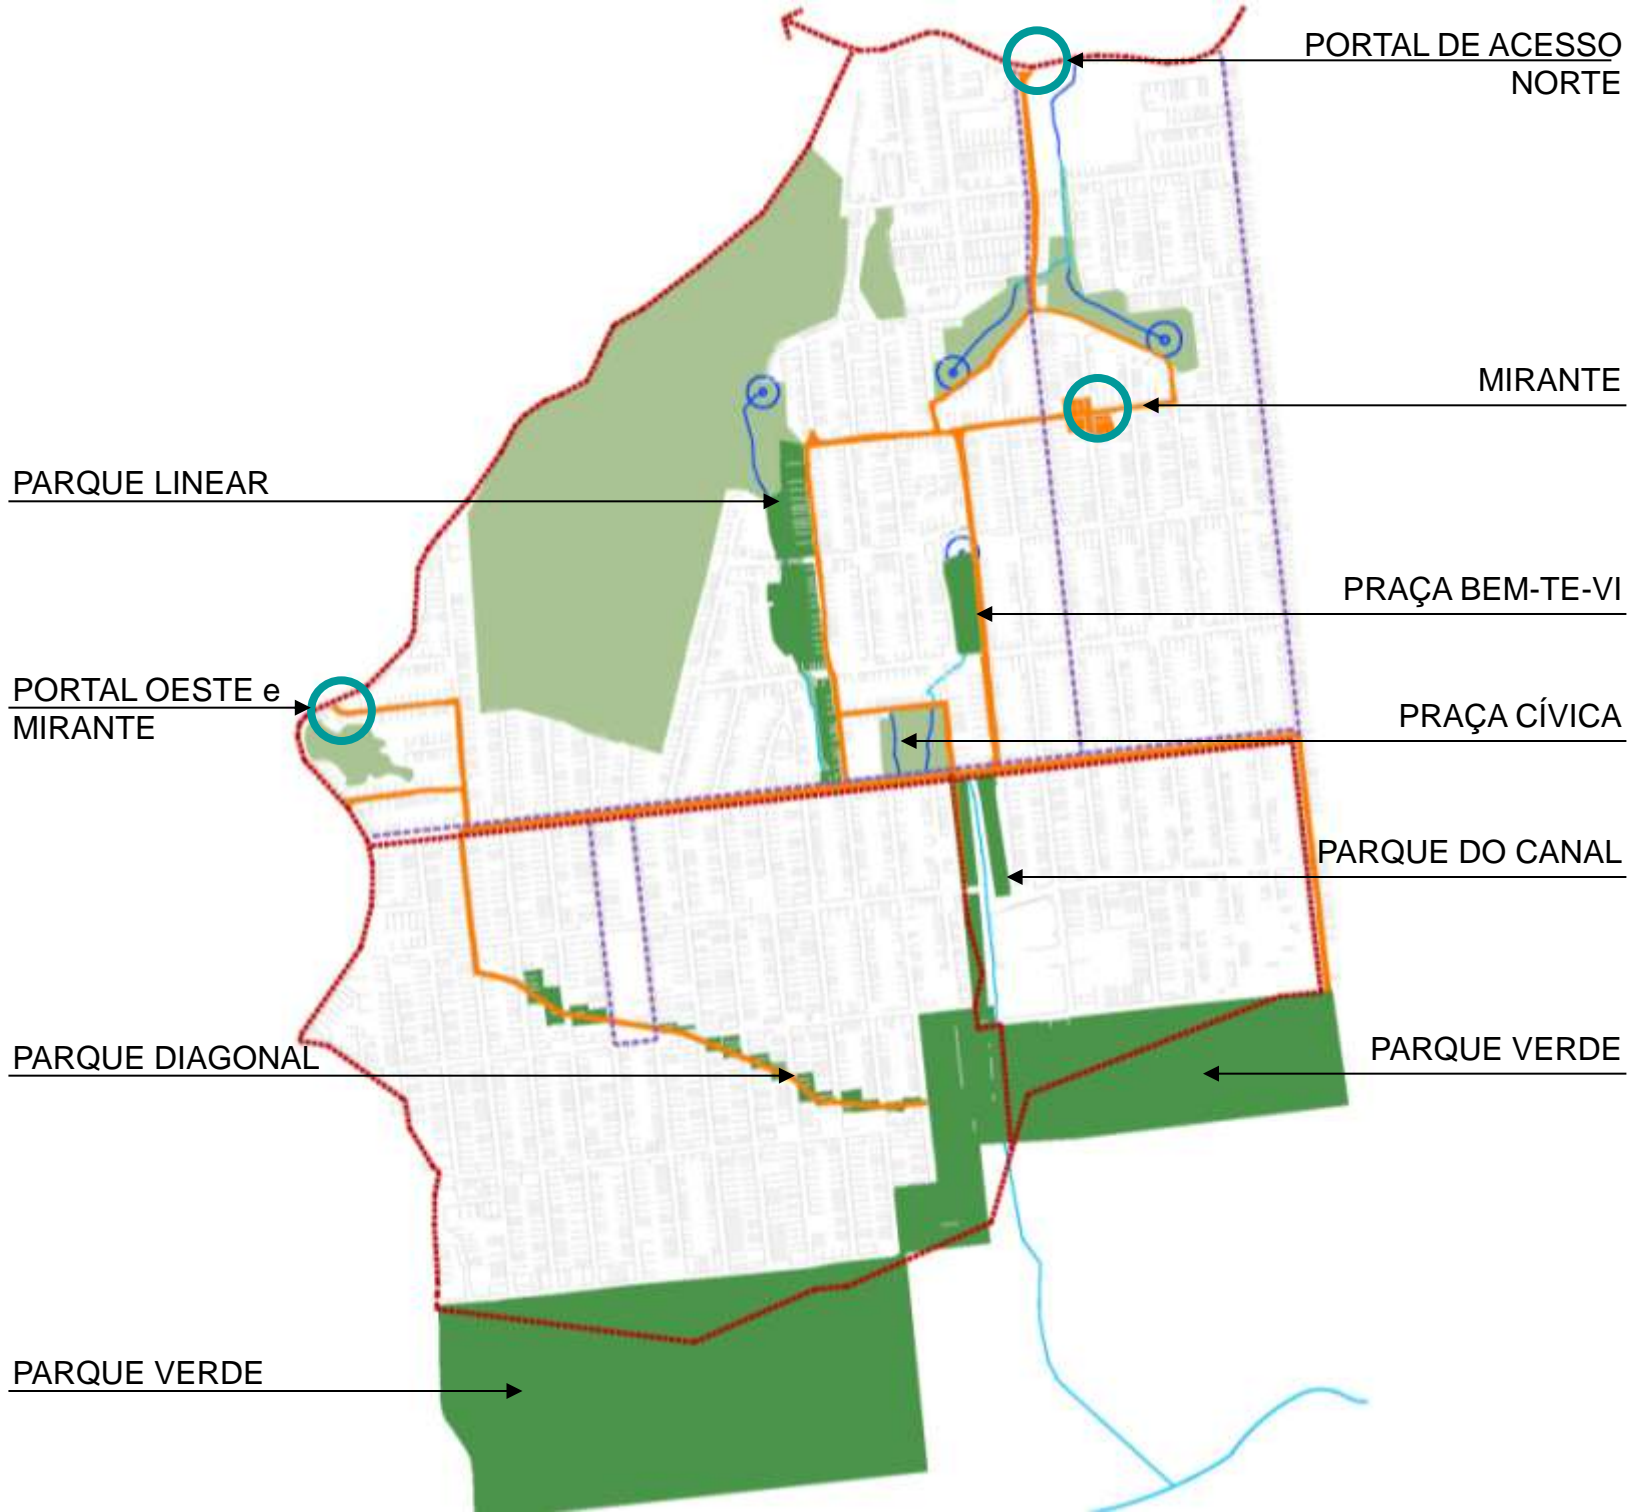 PORTAL DE ACESSO
NORTE
MIRANTE
PARQUE LINEAR
PRAÇA BEM-TE-VI
PORTAL OESTE e
MIRANTE
PRAÇA CÍVICA
PARQUE DO CANAL
PARQUE DIAGONAL
PARQUE VERDE
PARQUE VERDE